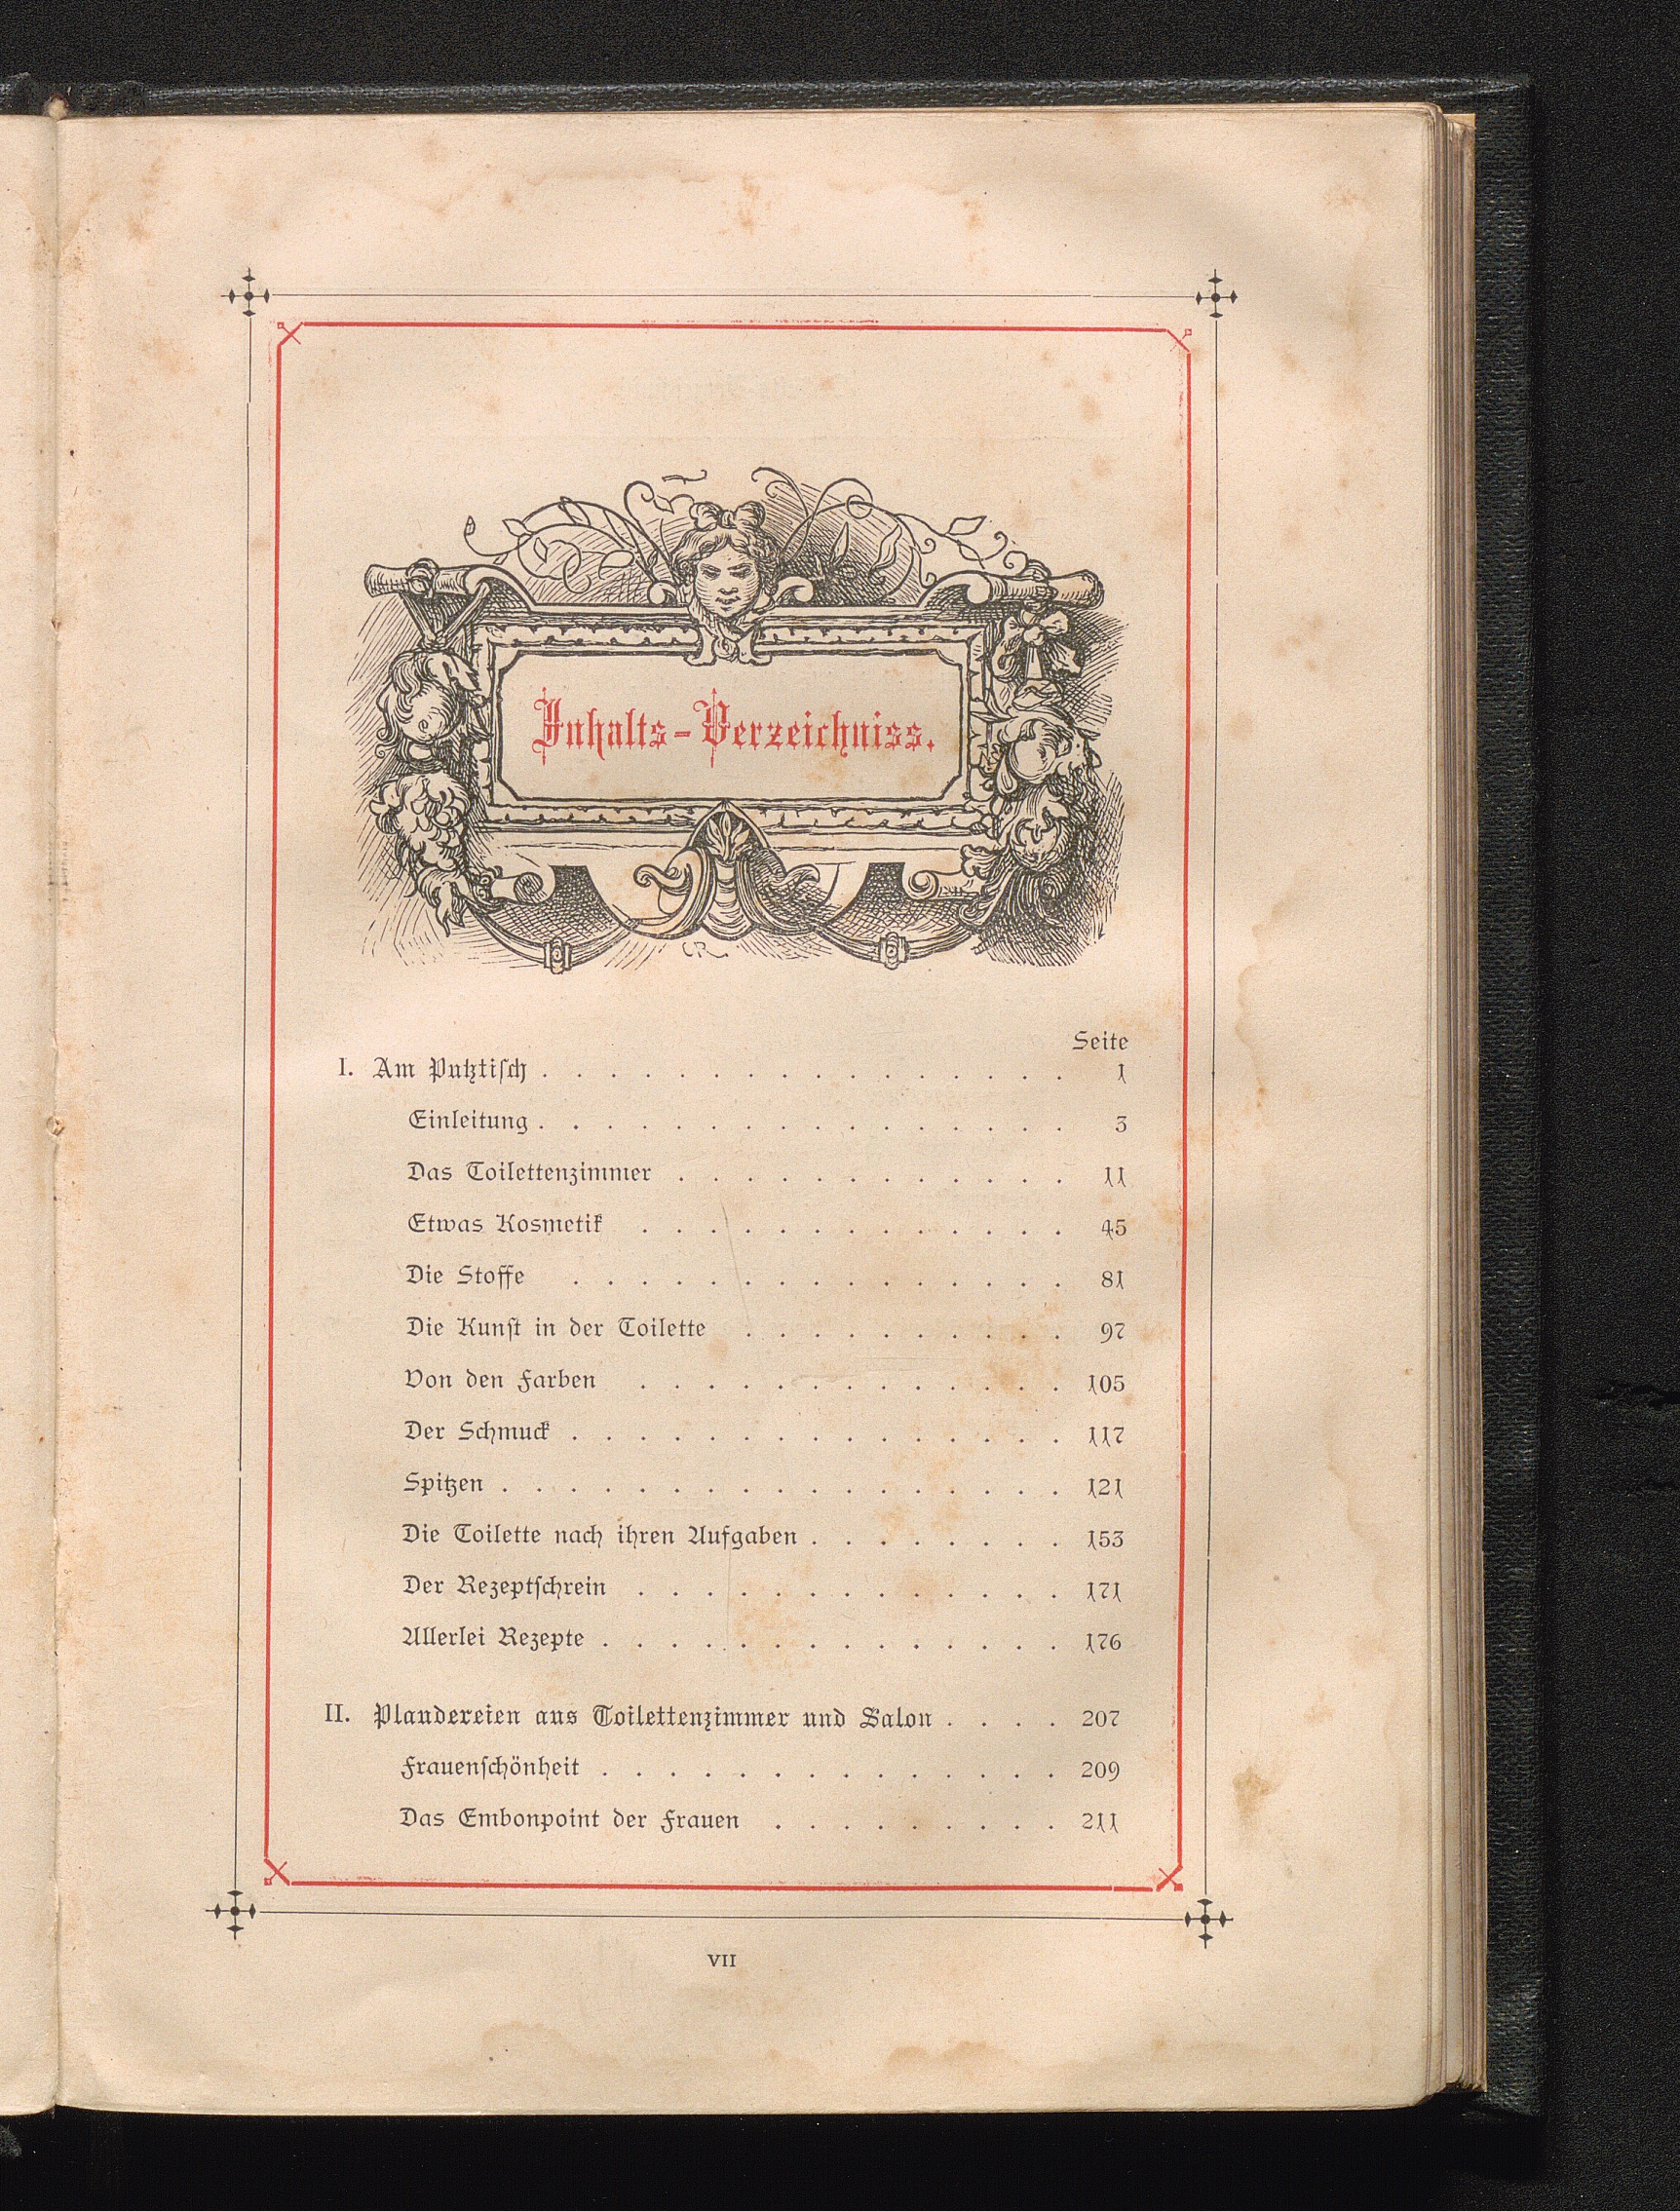 Inhalts-Verzeichniss.
Seite
I. Am Putztisch . . . . . . . . . . . . . . . . 1
Einleitung . . . . . . . . . . . . . . . . 3
Das Toilettenzimmer . . . . . . . . . . . . 11
Etwas Kosmetik . . . . . . . . . . . . . 45
Die Stoffe . . . . . . . . . . . . . . . 81
Die Kunst in der Toilette . . . . . . . . . . 97
Von den Farben . . . . . . . . . . . . . 105
Der Schmuck . . . . . . . . . . . . . . . 117
Spitzen . . . . . . . . . . . . . . . . . 121
Die Toilette nach ihren Aufgaben . . . . . . . . 153
Der Rezeptschrein . . . . . . . . . . . . . 171
Allerlei Rezepte . . . . . . . . . . . . . . 176
II. Plaudereien aus Toilettenzimmer und Salon . . . . 207
Frauenschönheit . . . . . . . . . . . . . . 209
Das Embonpoint der Frauen . . . . . . . . . 211
VII